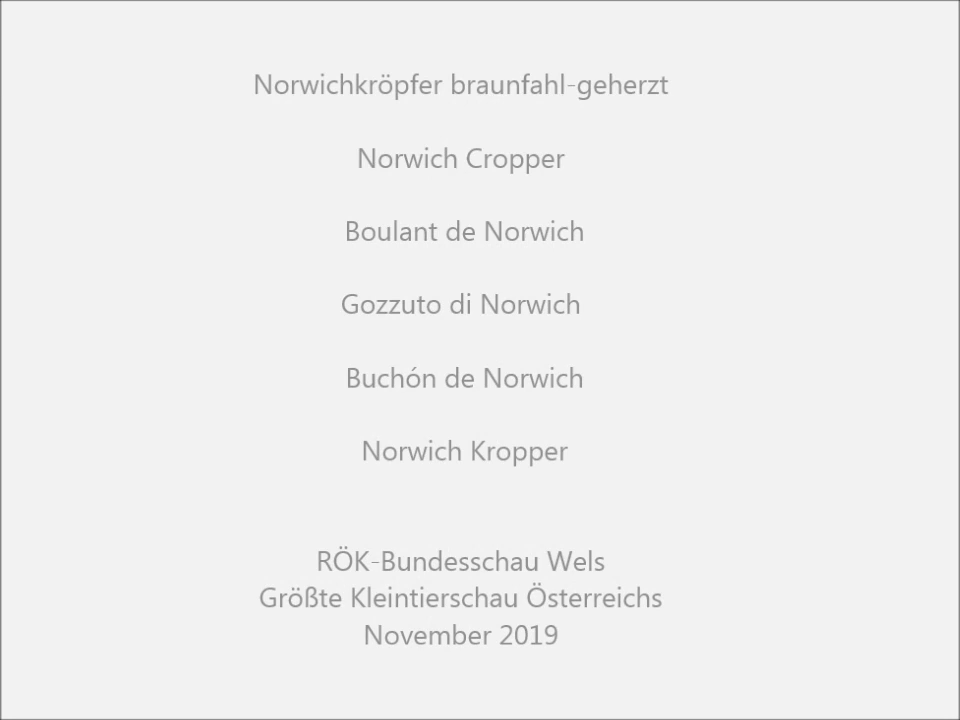 Norwichkröpfer braunfahl-geherzt
Norwich Cropper
Boulant de Norwich
Gozzuto di Norwich
Buchón de Norwich
Norwich Kropper
RÖK-Bundesschau Wels
Größte Kleintierschau Österreichs
November 2019